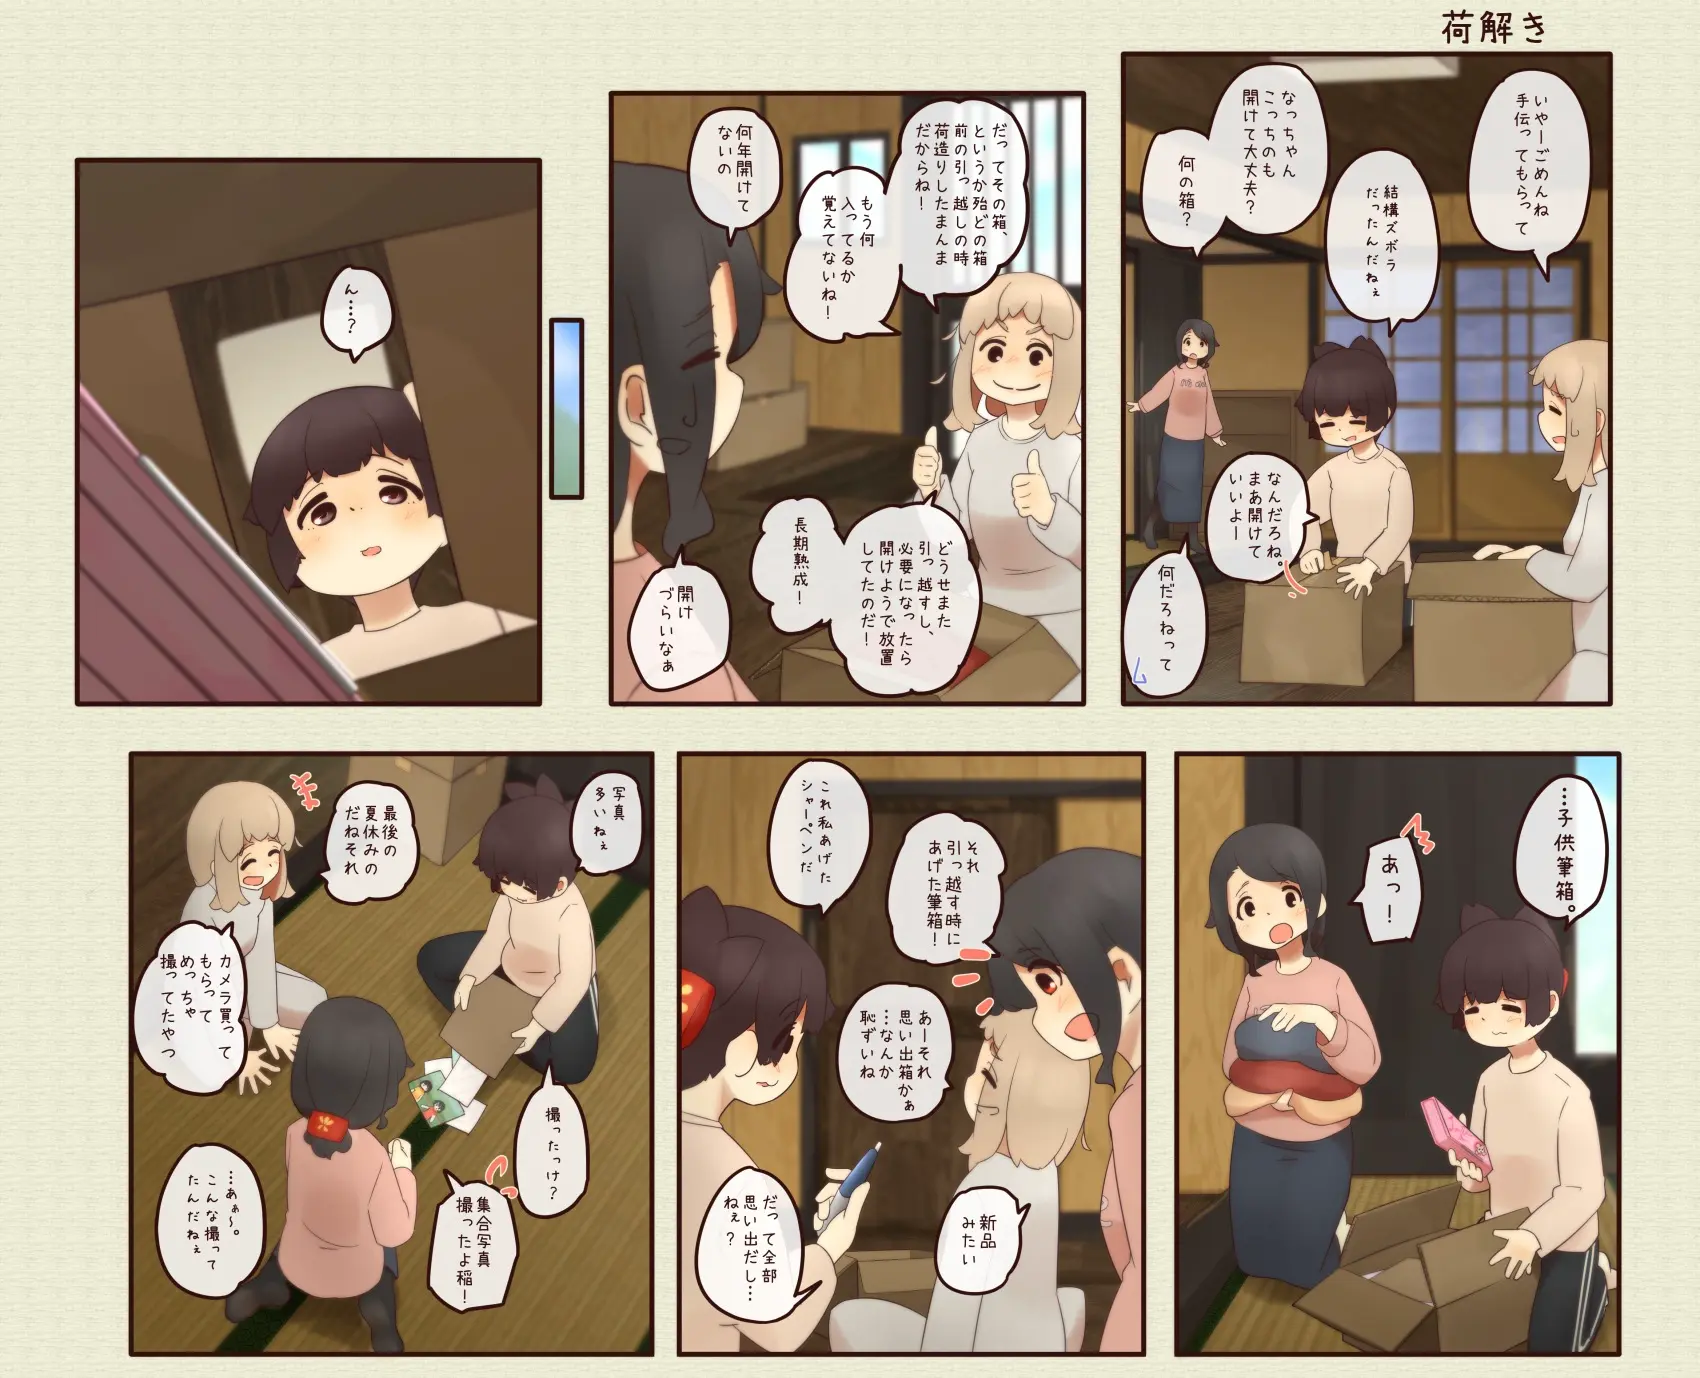 荷解き
いやーごめんね
手伝ってもらって
結構ズボラ
だったんだねぇ
なっちゃん
こっちのも
開けて大丈夫?
何の箱?
なんだろね。
まあ開けて
いいよー
何だろねって
だってその箱、
というか殆どの箱
前の引っ越しの時
荷造りしたまんま
だからね!
もう何
入ってるか
覚えてないね!
何年開けて
ないの
どうせまた
引っ越すし、
必要になったら
開けようで放置
してたのだ!
長期熟成!
開け
づらいなぁ
ん…?
…子供筆箱。
あっ!
それ
引っ越す時に
あげた筆箱!
これ私あげた
シャーペンだ
あーそれ
思い出箱かぁ
…なんか
恥ずいね
新品
みたい
だって全部
思い出だし…
ねぇ?
写真
多いねぇ
最後の
夏休みの
だねそれ
カメラ買って
もらって
めっちゃ
撮ってたやつ
撮ったっけ?
集合写真
撮ったよ稲!
…あぁ~。
こんな撮って
たんだねぇ